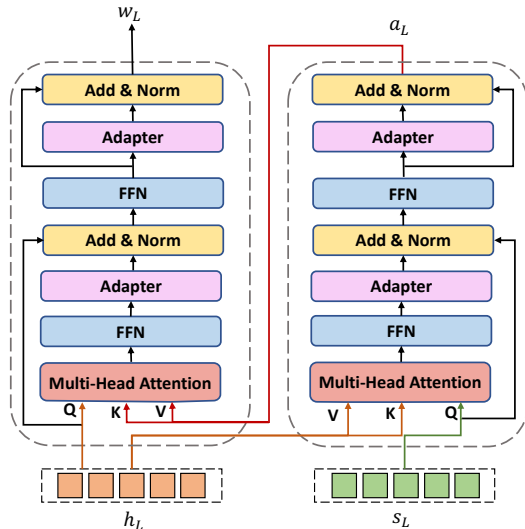 w_L
a_L
Add & Norm
Adapter
FFN
Add & Norm
Adapter
FFN
Multi-Head Attention
Q
K
V
Add & Norm
Adapter
FFN
Add & Norm
Adapter
FFN
Multi-Head Attention
V
K
Q
h_L
s_L